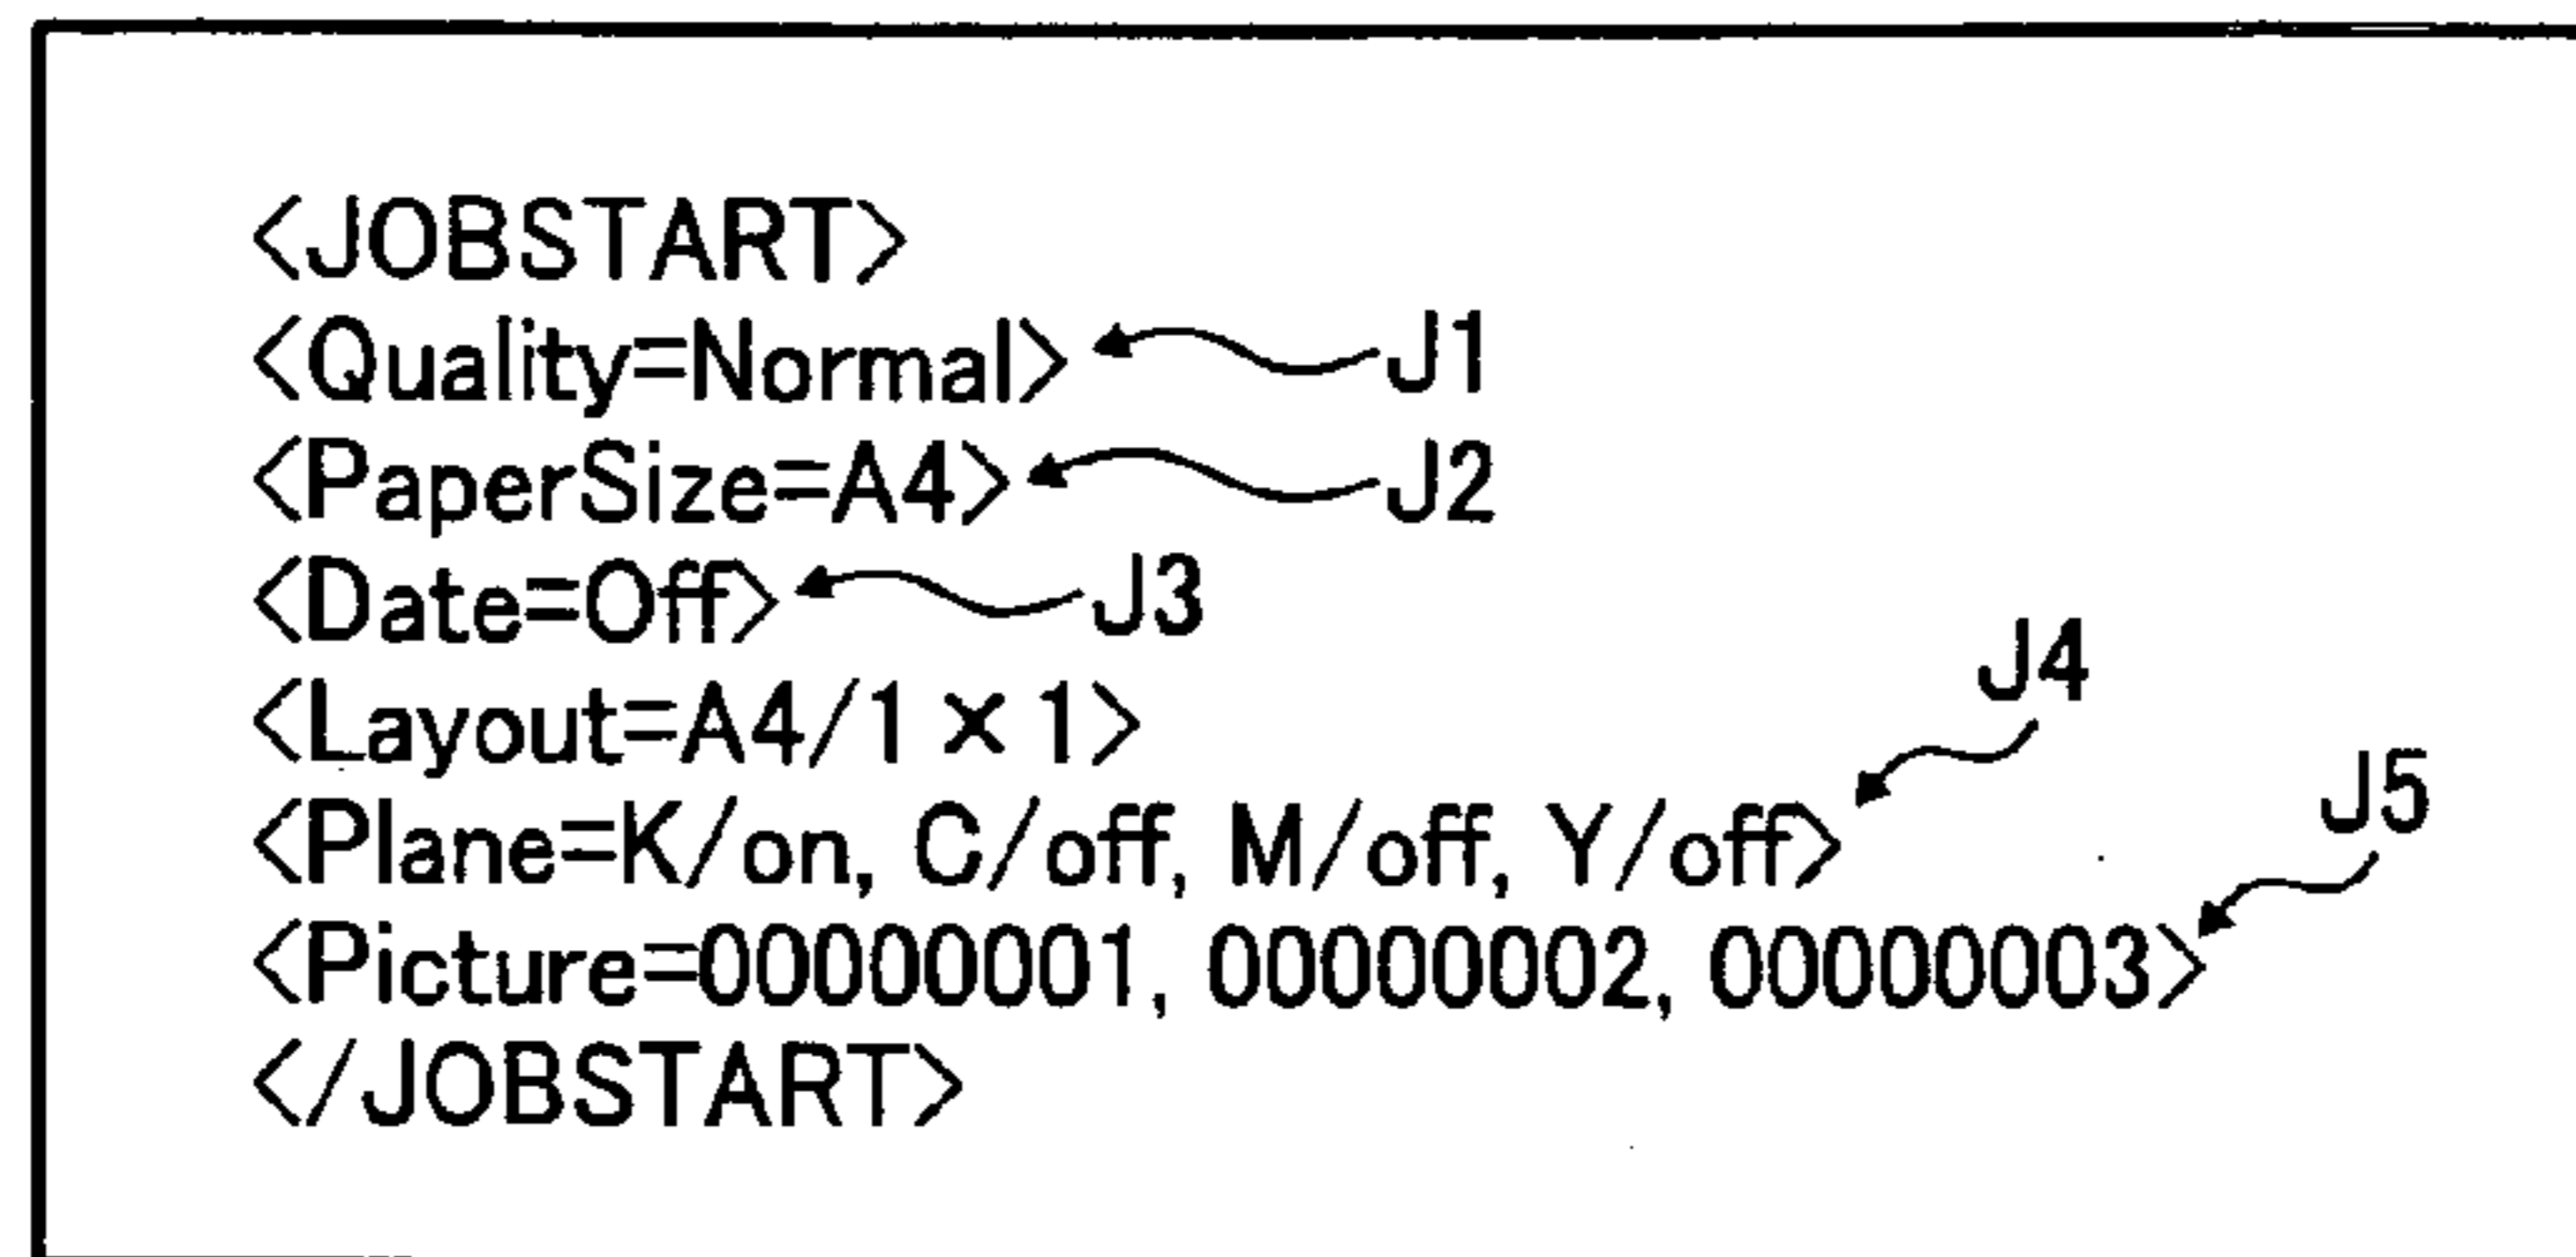 <JOBSTART>
<Quality=Normal> J1
<PaperSize=A4> J2
<Date=Off> J3
<Layout=A4/1×1> J4
<Plane=K/on, C/off, M/off, Y/off> J5
<Picture=00000001, 00000002, 00000003>
</JOBSTART>